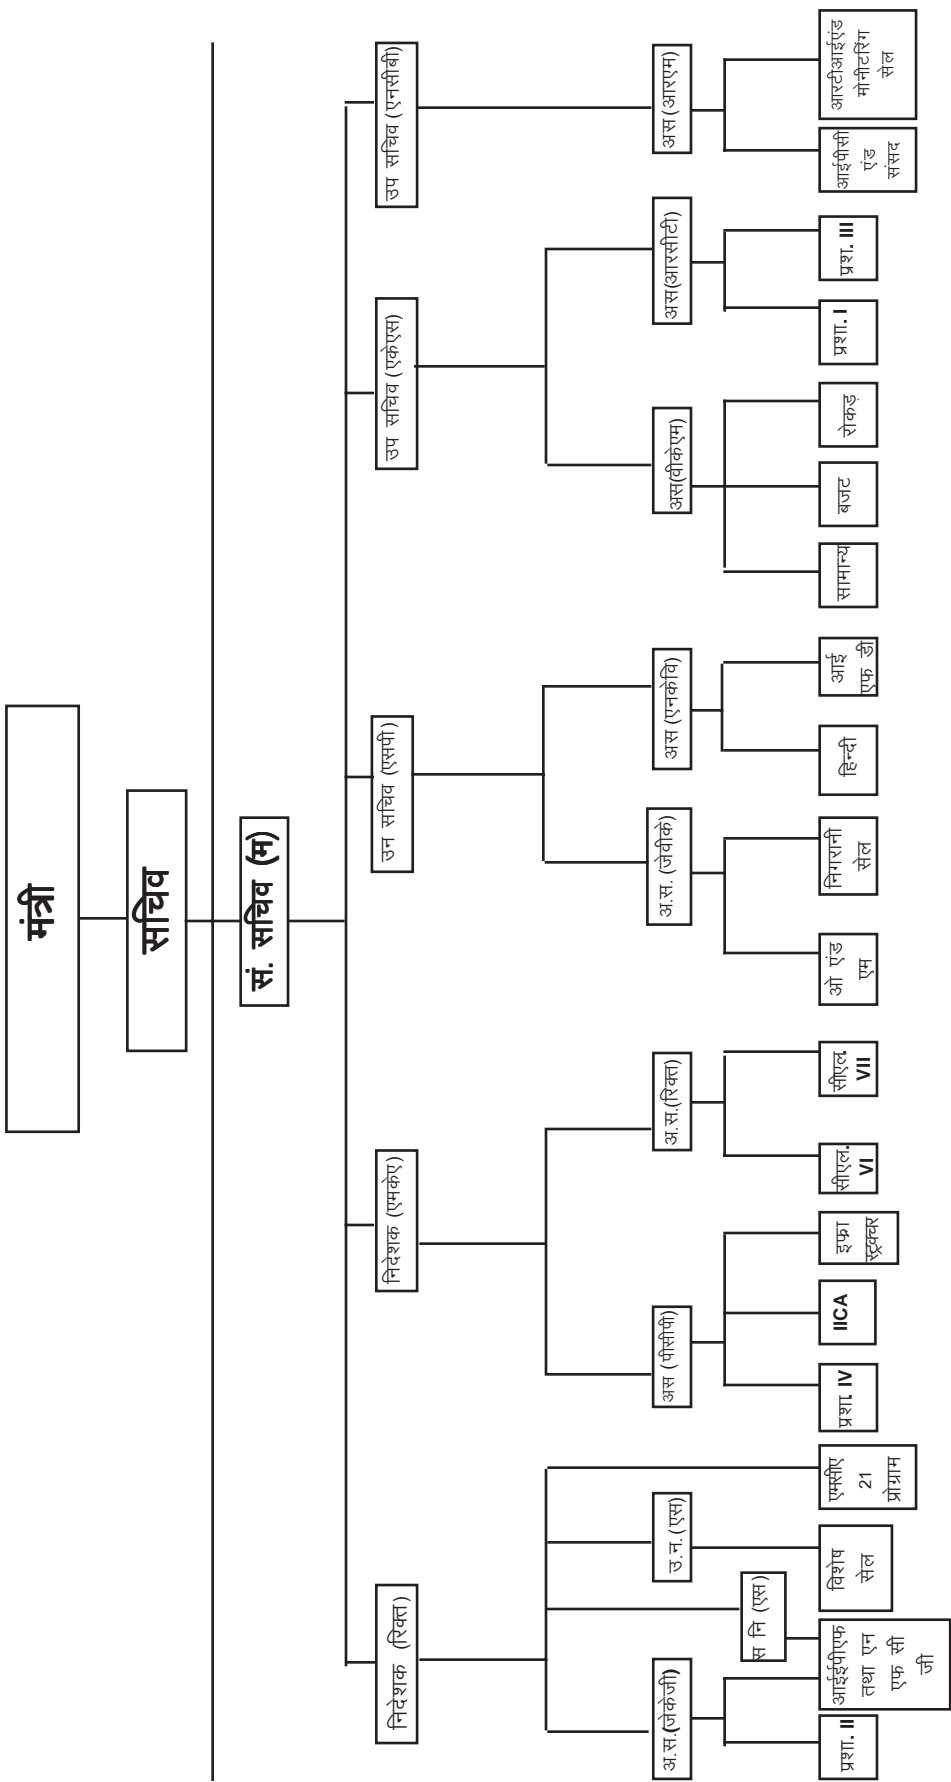 मंत्री
सचिव
सं. सचिव (म)
निदेशक (रिक्त)
निदेशक (एमकेए)
उन सचिव (एसपी)
उप सचिव (एकेएस)
उप सचिव (एनसीबी)
अ.स.(जेकेजी)
स नि (एस)
उ.न.(एस)
अस (पीसीपी)
अ.स.(रिक्त)
अ.स. (जेवीके)
अस (एनकेवि)
अस(वीकेएम)
अस(आरसीटी)
अस(आरएम)
प्रशा. II
आईईपीएफ
तथा एन
एफ सी
जी
विशेष
सेल
एमसीए
21
प्रोग्राम
प्रशा. IV
IICA
इफ्रा
स्ट्रक्चर
सीएल.
VI
सीएल.
VII
ओ एंड
एम
निगरानी
सेल
हिन्दी
आई
एफ डी
सामान्य
बजट
रोकड़
प्रशा. I
प्रश. III
आईपीसी
एंड
संसद
आरटीआईएंड
मोनीटरिंग
सेल